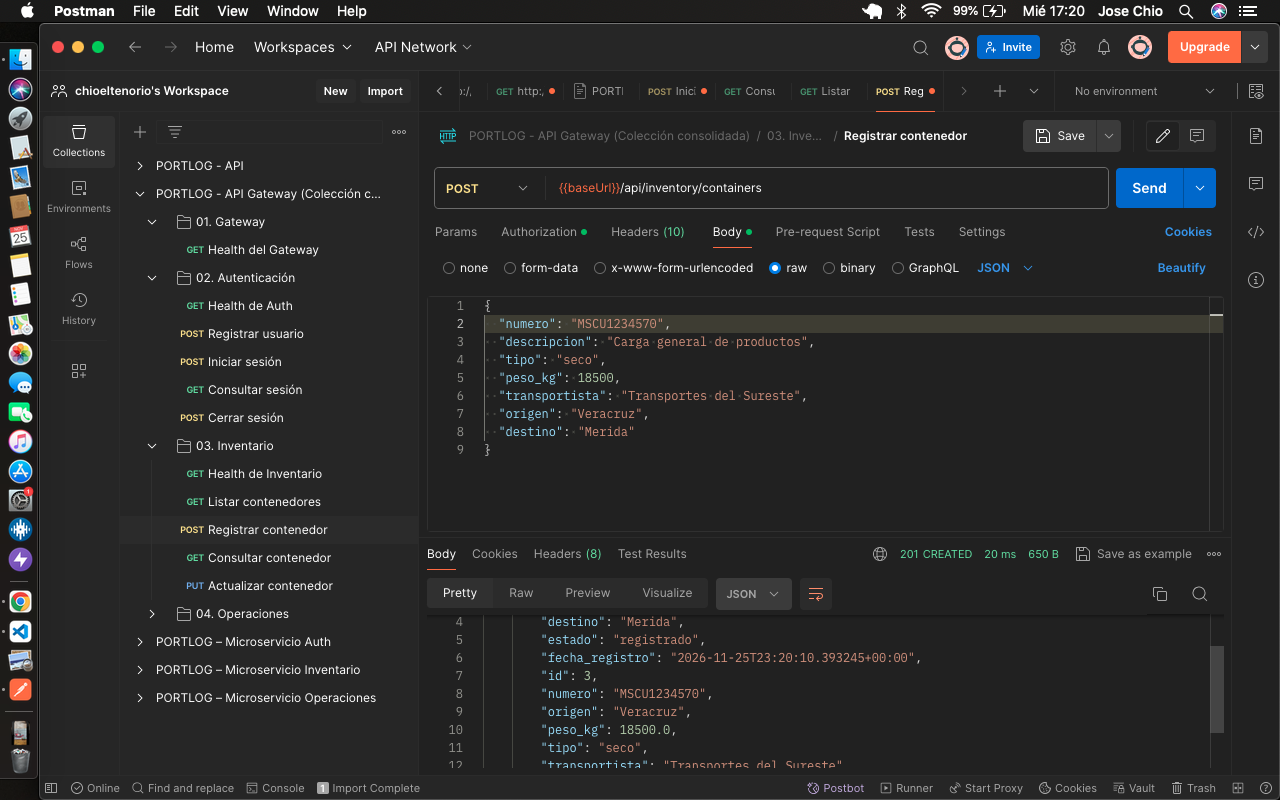 Postman File Edit View Window Help 99% Mié 17:20 Jose Chio
Home Workspaces API Network Invite Upgrade
chioeltenorio's Workspace New Import
GET http:, POST Inici GET Consu GET Listar POST Reg No environment
Collections
Environments
Flows
History
PORTLOG - API
PORTLOG - API Gateway (Colección c...
01. Gateway
GET Health del Gateway
02. Autenticación
GET Health de Auth
POST Registrar usuario
POST Iniciar sesión
GET Consultar sesión
POST Cerrar sesión
03. Inventario
GET Health de Inventario
GET Listar contenedores
POST Registrar contenedor
GET Consultar contenedor
PUT Actualizar contenedor
04. Operaciones
PORTLOG – Microservicio Auth
PORTLOG – Microservicio Inventario
PORTLOG – Microservicio Operaciones
HTTP PORTLOG - API Gateway (Colección consolidada) / 03. Inve... / Registrar contenedor Save
POST {{baseUrl}}/api/inventory/containers Send
Params Authorization Headers (10) Body Pre-request Script Tests Settings Cookies
none form-data x-www-form-urlencoded raw binary GraphQL JSON Beautify
1 {
2 "numero": "MSCU1234570",
3 "descripcion": "Carga general de productos",
4 "tipo": "seco",
5 "peso_kg": 18500,
6 "transportista": "Transportes del Sureste",
7 "origen": "Veracruz",
8 "destino": "Merida"
9 }
Body Cookies Headers (8) Test Results 201 CREATED 20 ms 650 B Save as example
Pretty Raw Preview Visualize JSON
4 "destino": "Merida",
5 "estado": "registrado",
6 "fecha_registro": "2026-11-25T23:20:10.393245+00:00",
7 "id": 3,
8 "numero": "MSCU1234570",
9 "origen": "Veracruz",
10 "peso_kg": 18500.0,
11 "tipo": "seco",
12 "transportista": "Transportes del Sureste"
Online Find and replace Console 1 Import Complete Postbot Runner Start Proxy Cookies Vault Trash
NOV
25
1